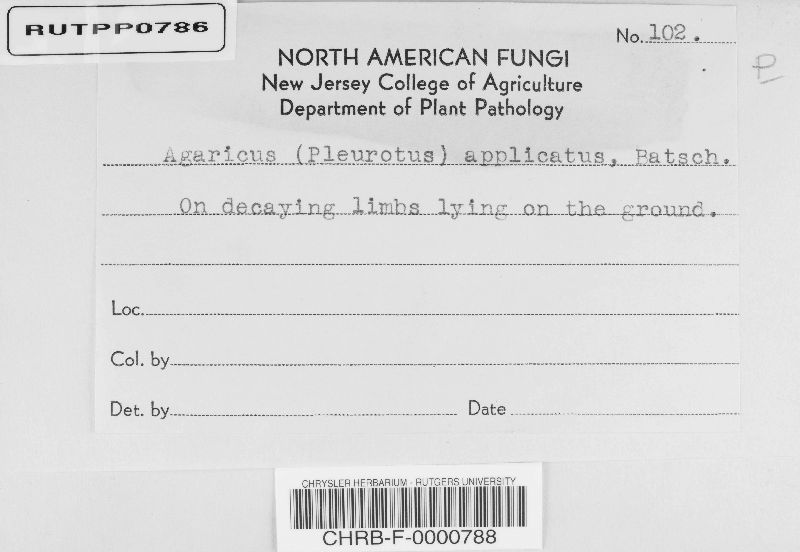 RUTPP0786
No. 102.
P
NORTH AMERICAN FUNGI
New Jersey College of Agriculture
Department of Plant Pathology
Agaricus (Pleurotus) applicatus, Batsch.
On decaying limbs lying on the ground.
Loc.
Col. by
Det. by Date
CHRYSLER HERBARIUM - RUTGERS UNIVERSITY
CHRB-F-0000788